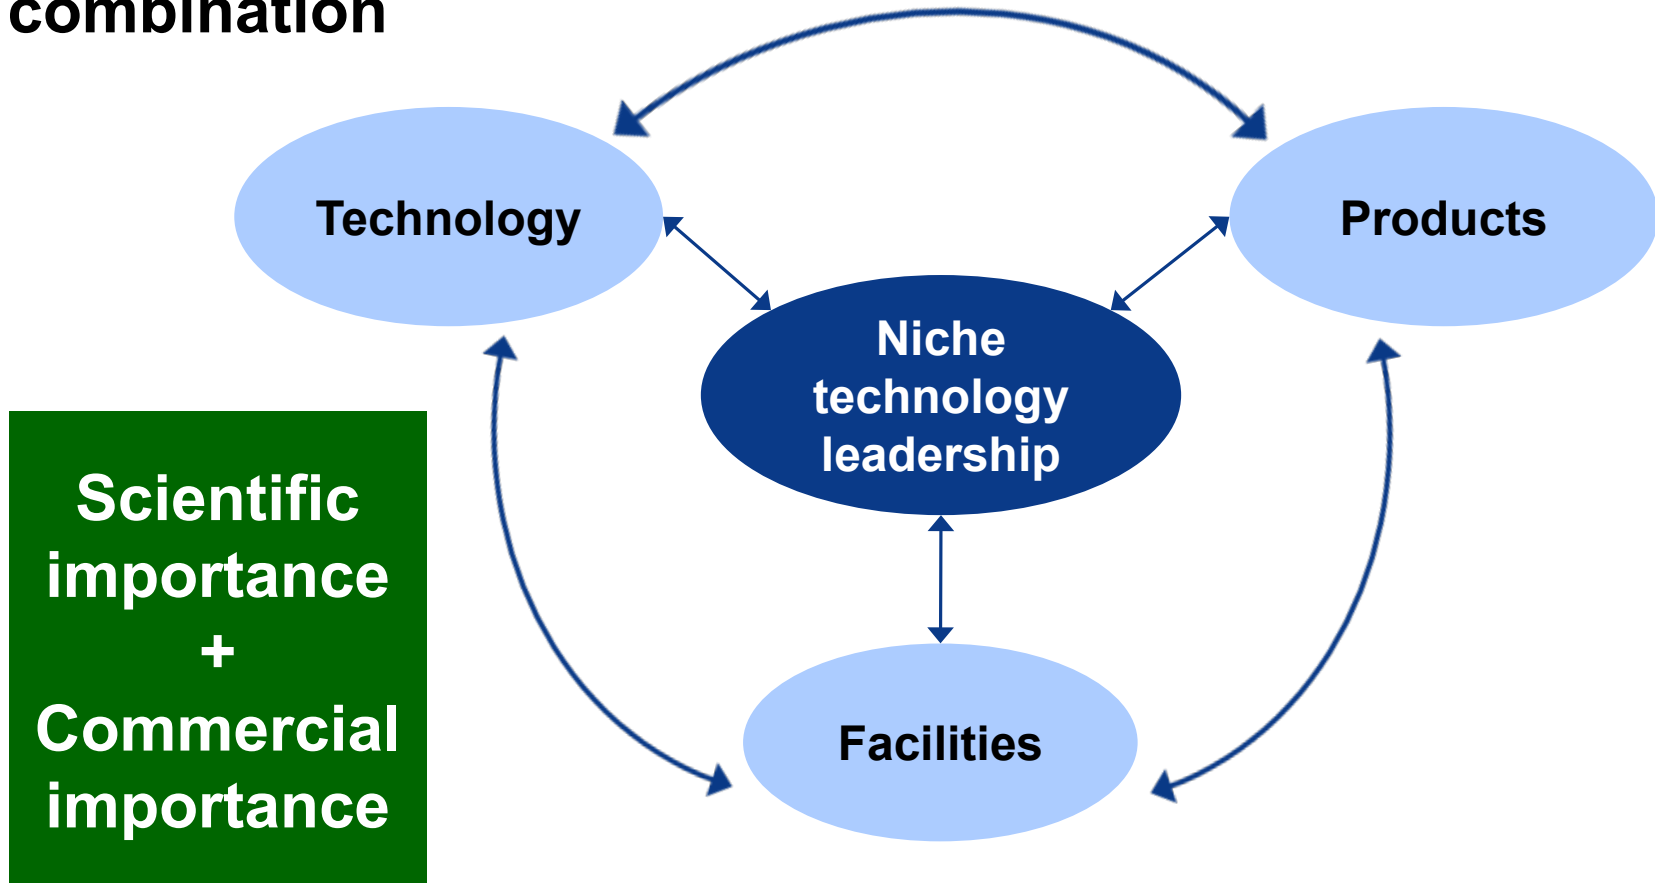 combination
Technology
Products
Niche
technology
leadership
Scientific
importance
+
Commercial
importance
Facilities